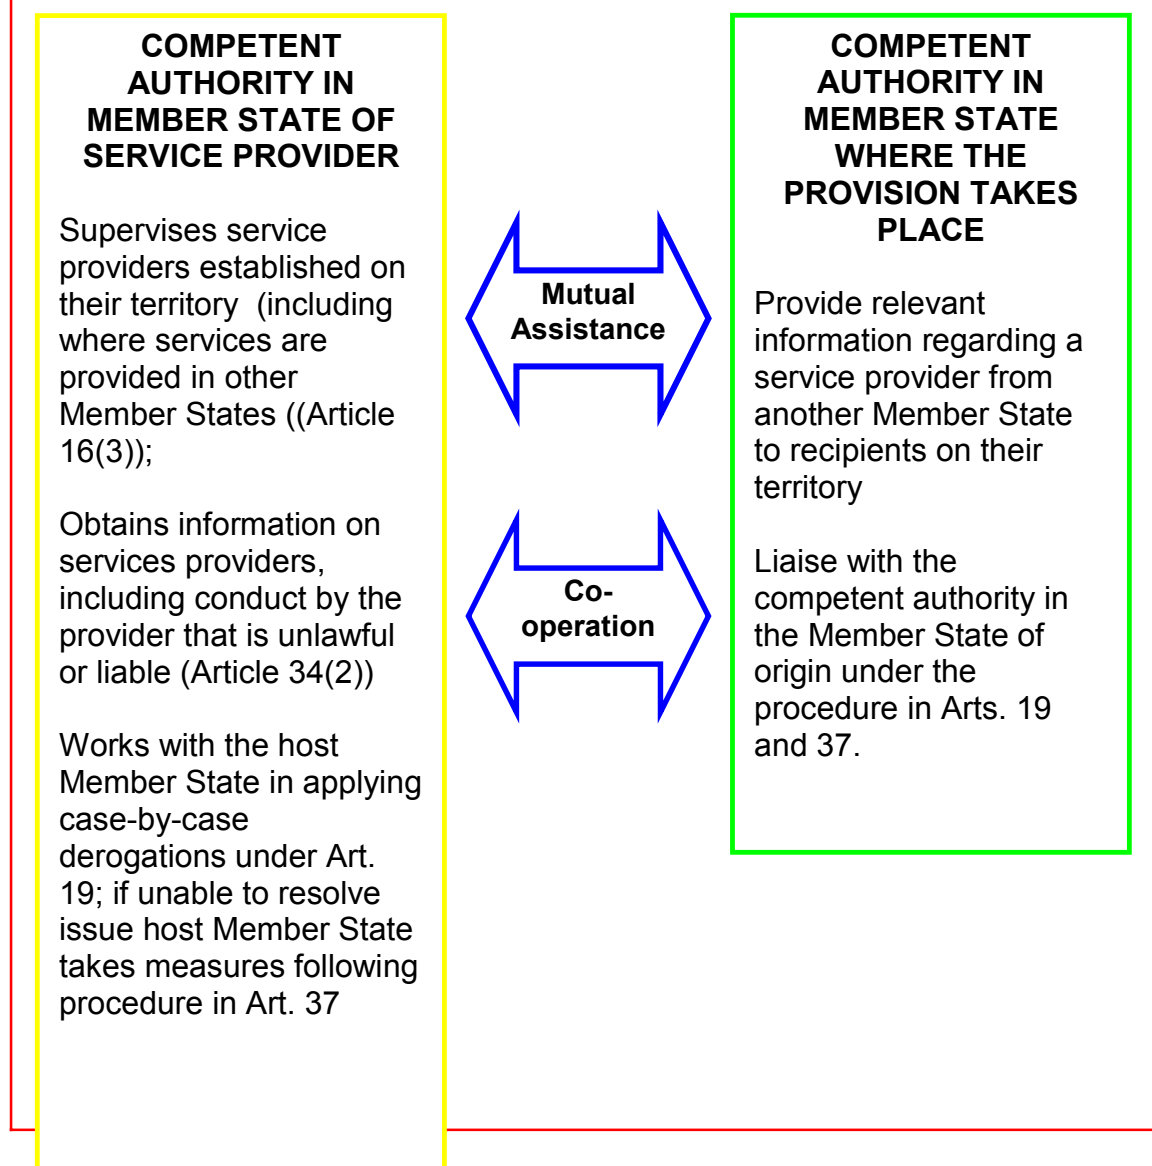 COMPETENT
AUTHORITY IN
MEMBER STATE OF
SERVICE PROVIDER
Supervises service
providers established on
their territory  (including
where services are
provided in other
Member States ((Article
16(3));
Obtains information on
services providers,
including conduct by the
provider that is unlawful
or liable (Article 34(2))
Works with the host
Member State in applying
case-by-case
derogations under Art.
19; if unable to resolve
issue host Member State
takes measures following
procedure in Art. 37
Mutual
Assistance
Co-
operation
COMPETENT
AUTHORITY IN
MEMBER STATE
WHERE THE
PROVISION TAKES
PLACE
Provide relevant
information regarding a
service provider from
another Member State
to recipients on their
territory
Liaise with the
competent authority in
the Member State of
origin under the
procedure in Arts. 19
and 37.